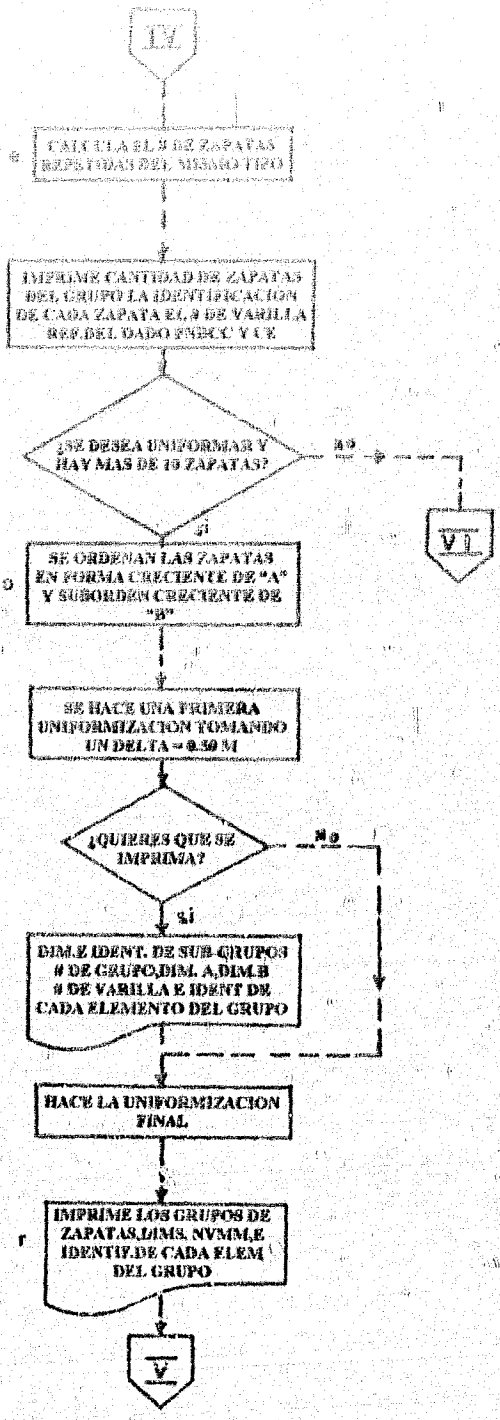 IV
CALCULA EL # DE ZAPATAS
REPETIDAS DEL MISMO TIPO
IMPRIME CANTIDAD DE ZAPATAS
DEL GRUPO LA IDENTIFICACION
DE CADA ZAPATA EL # DE VARILLA
REF.DEL DADO Y CE
¿SE DESEA UNIFORMAR Y
HAY MAS DE 10 ZAPATAS?
No
si
VI
SE ORDENAN LAS ZAPATAS
EN FORMA CRECIENTE DE "A"
Y SUBORDEN CRECIENTE DE
"B"
SE HACE UNA PRIMERA
UNIFORMIZACION TOMANDO
UN DELTA = 0.50 M
¿QUIERES QUE SE
IMPRIMA?
No
si
DIM.E IDENT. DE SUB-GRUPOS
# DE GRUPO,DIM. A,DIM.B
# DE VARILLA E IDENT DE
CADA ELEMENTO DEL GRUPO
HACE LA UNIFORMIZACION
FINAL
r
IMPRIME LOS GRUPOS DE
ZAPATAS,DIMS. NVMM,E
IDENTIF.DE CADA ELEM
DEL GRUPO
V